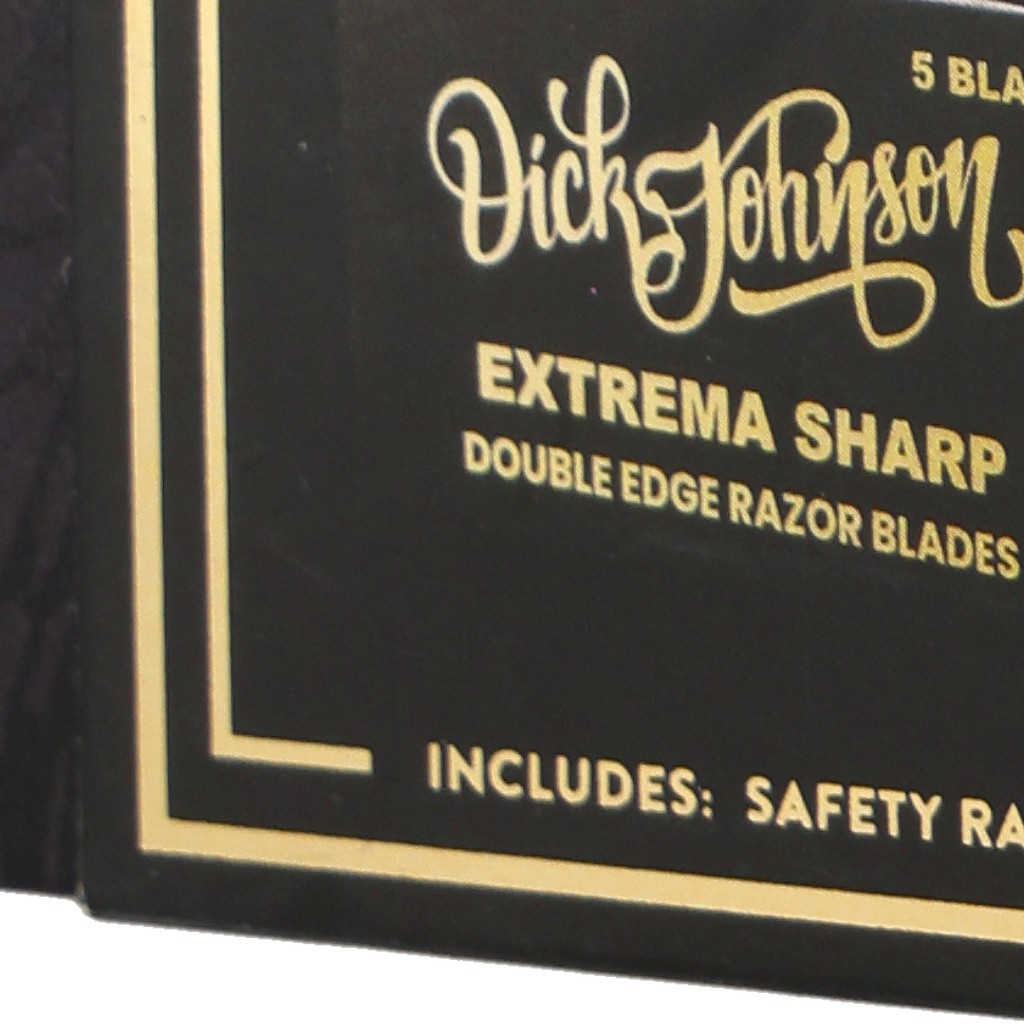 5 BLA
Dick Johnson
EXTREMA SHARP
DOUBLE EDGE RAZOR BLADES
INCLUDES: SAFETY RA